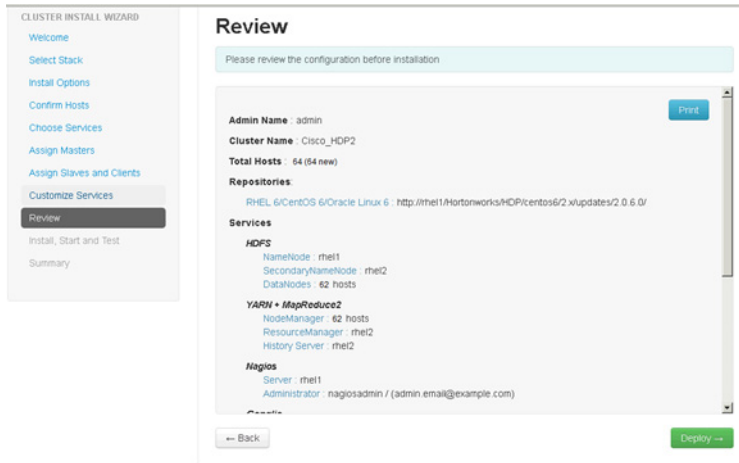 CLUSTER INSTALL WIZARD
Welcome
Select Stack
Install Options
Confirm Hosts
Choose Services
Assign Masters
Assign Slaves and Clients
Customize Services
Review
Install, Start and Test
Summary
Review
Please review the configuration before installation
Print
Admin Name : admin
Cluster Name : Cisco_HDP2
Total Hosts : 64 (64 new)
Repositories:
RHEL 6/CentOS 6/Oracle Linux 6 : http://rhel1/Hortonworks/HDP/centos6/2.x/updates/2.0.6.0/
Services
HDFS
NameNode : rhel1
SecondaryNameNode : rhel2
DataNodes : 62 hosts
YARN + MapReduce2
NodeManager : 62 hosts
ResourceManager : rhel2
History Server : rhel2
Nagios
Server : rhel1
Administrator : nagiosadmin / (admin.email@example.com)
← Back
Deploy →